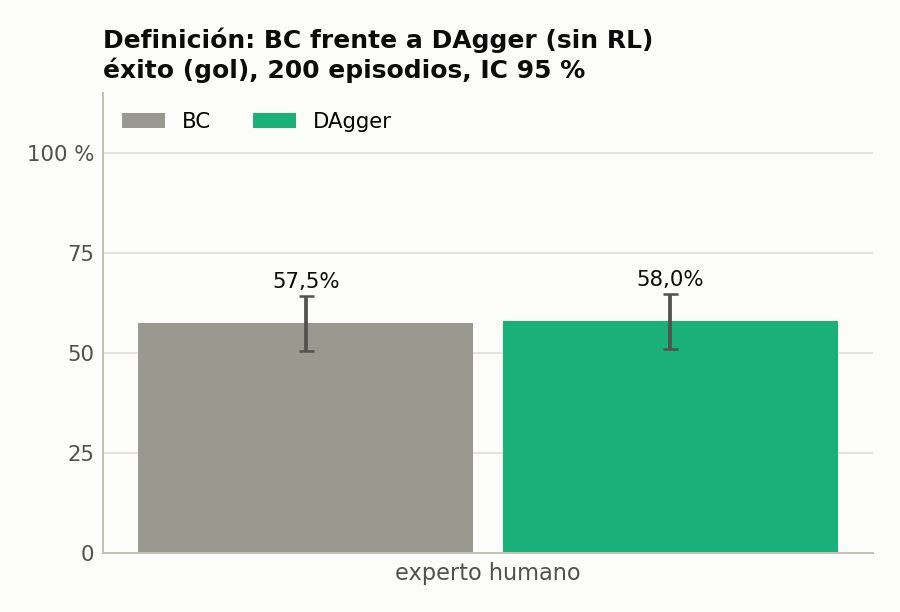 Definición: BC frente a DAgger (sin RL)
éxito (gol), 200 episodios, IC 95 %
BC
DAgger
100 %
75
50
25
0
57,5%
58,0%
experto humano